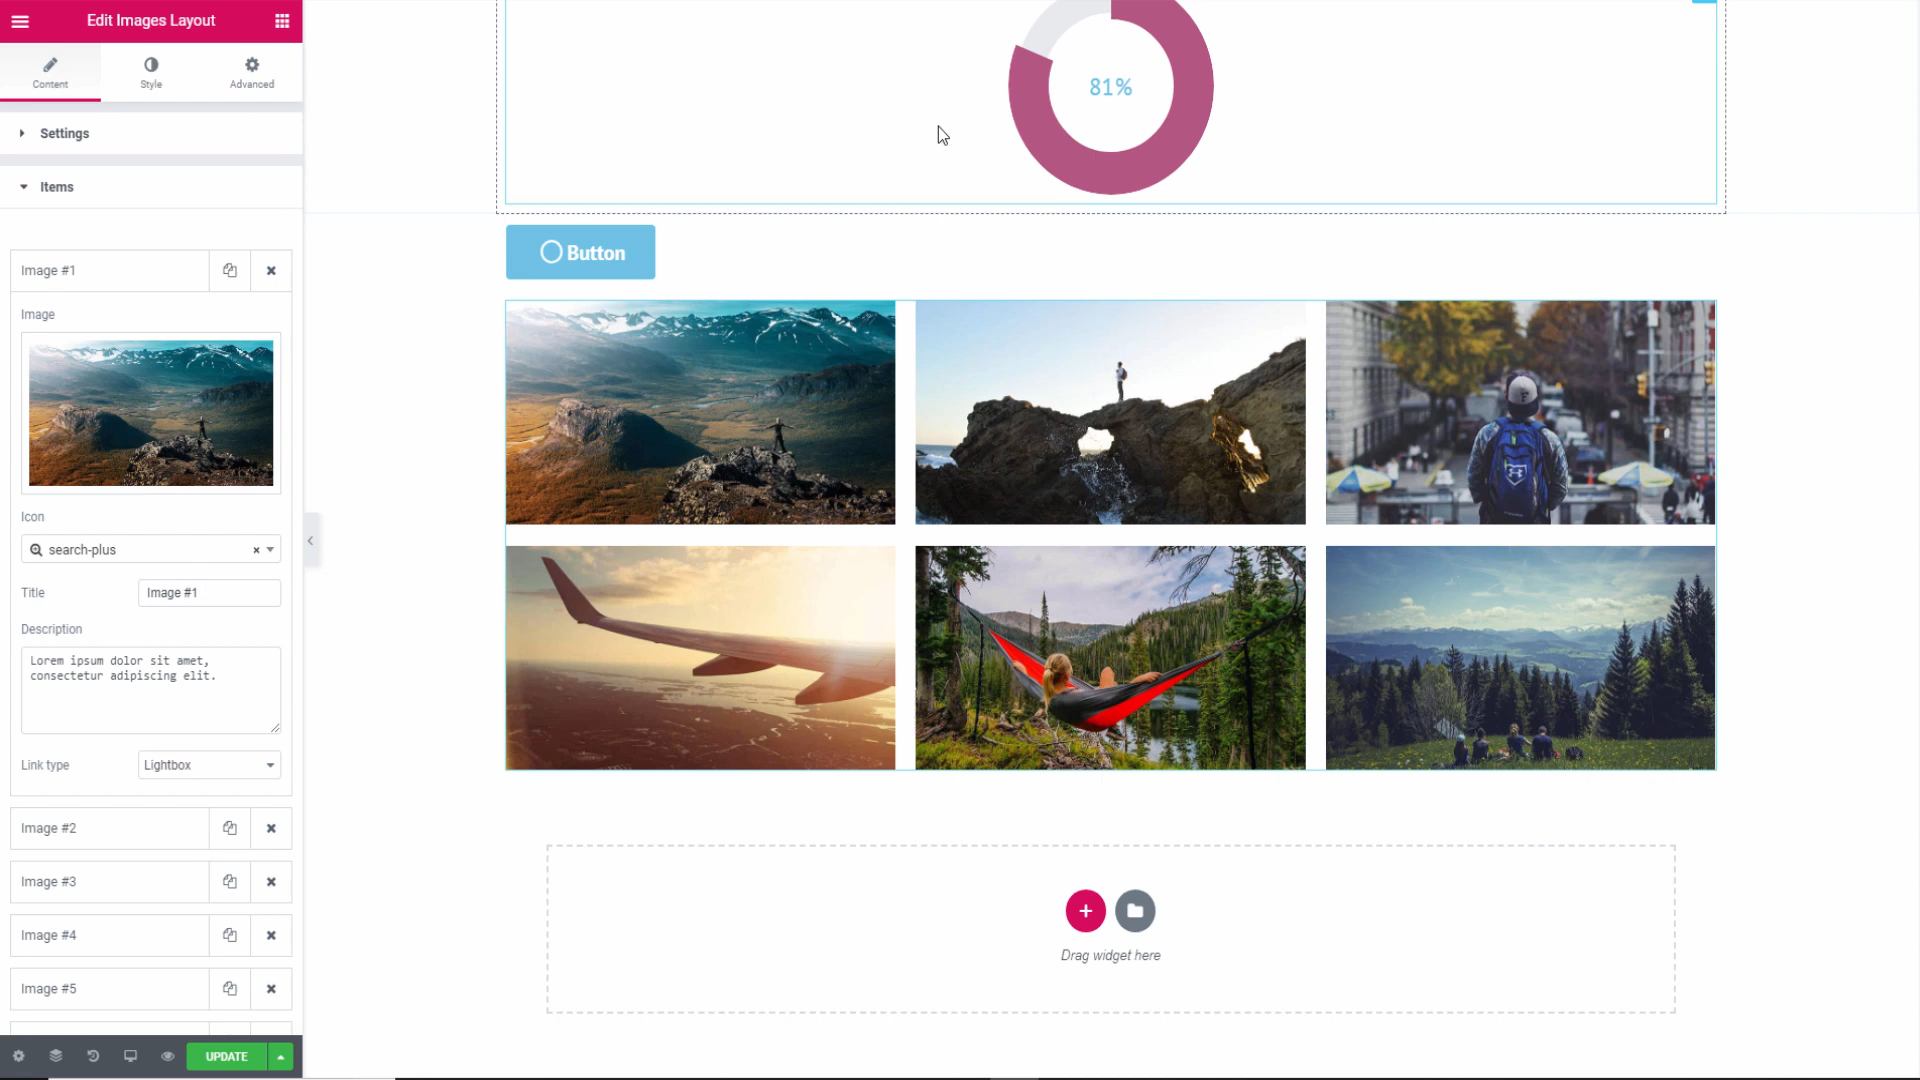 Edit Images Layout
Content
Style
Advanced
Settings
Items
Image #1
Image
Icon
search-plus
Title
Image #1
Description
Lorem ipsum dolor sit amet,
consectetur adipiscing elit.
Link type
Lightbox
Image #2
Image #3
Image #4
Image #5
UPDATE
81%
Button
Drag widget here